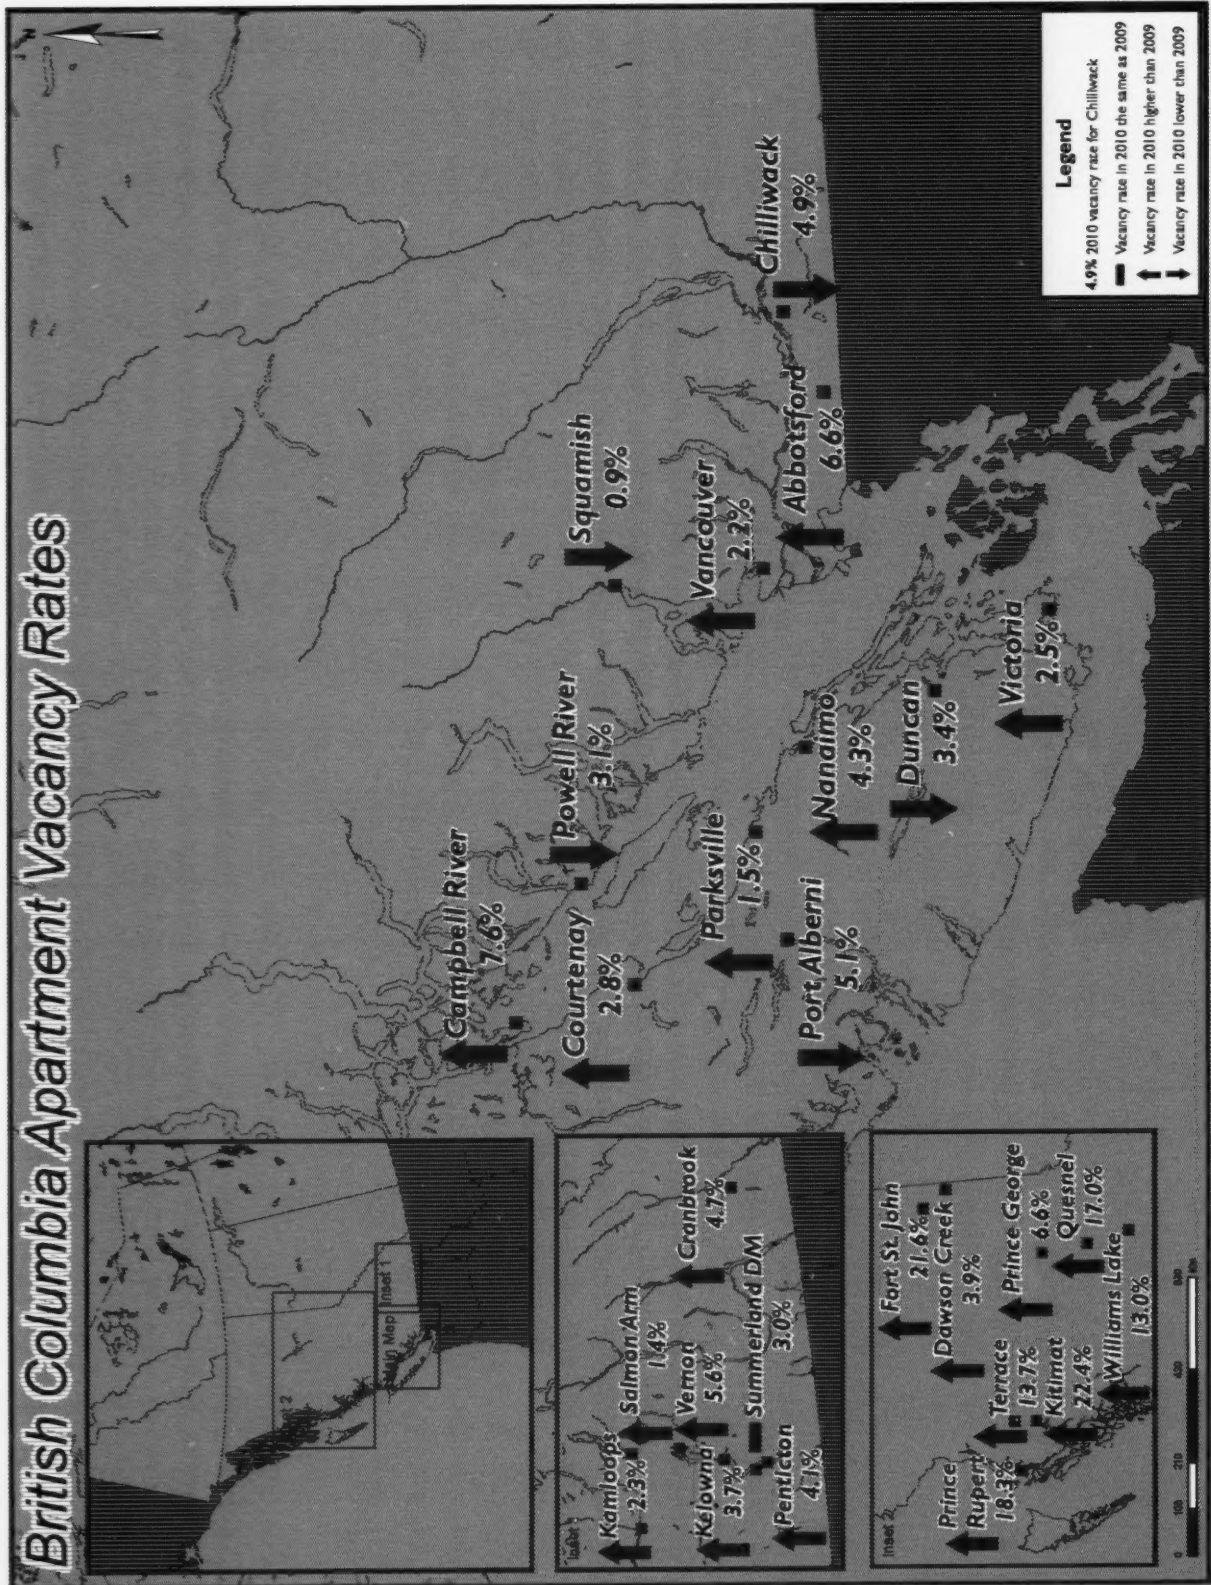 British Columbia Apartment Vacancy Rates
N
Campbell River
7.6%
Courtenay
2.8%
Powell River
3.1%
Squamish
0.9%
Parksville
1.5%
Vancouver
2.2%
Chilliwack
4.9%
Port Alberni
5.1%
Nanaimo
4.3%
Abbotsford
6.6%
Duncan
3.4%
Victoria
2.5%
2
Main Map
Inset 1
Inset 1
Kamloops
2.3%
Salmon Arm
1.4%
Vernon
5.6%
Cranbrook
4.7%
Kelowna
3.7%
Summerland DM
3.0%
Penticton
4.1%
Inset 2
Fort St. John
21.6%
Dawson Creek
3.9%
Prince
Rupert
18.3%
Terrace
13.7%
Prince George
6.6%
Kitimat
22.4%
Quesnel
17.0%
Williams Lake
13.0%
Legend
4.9% 2010 vacancy rate for Chilliwack
Vacancy rate in 2010 the same as 2009
Vacancy rate in 2010 higher than 2009
Vacancy rate in 2010 lower than 2009